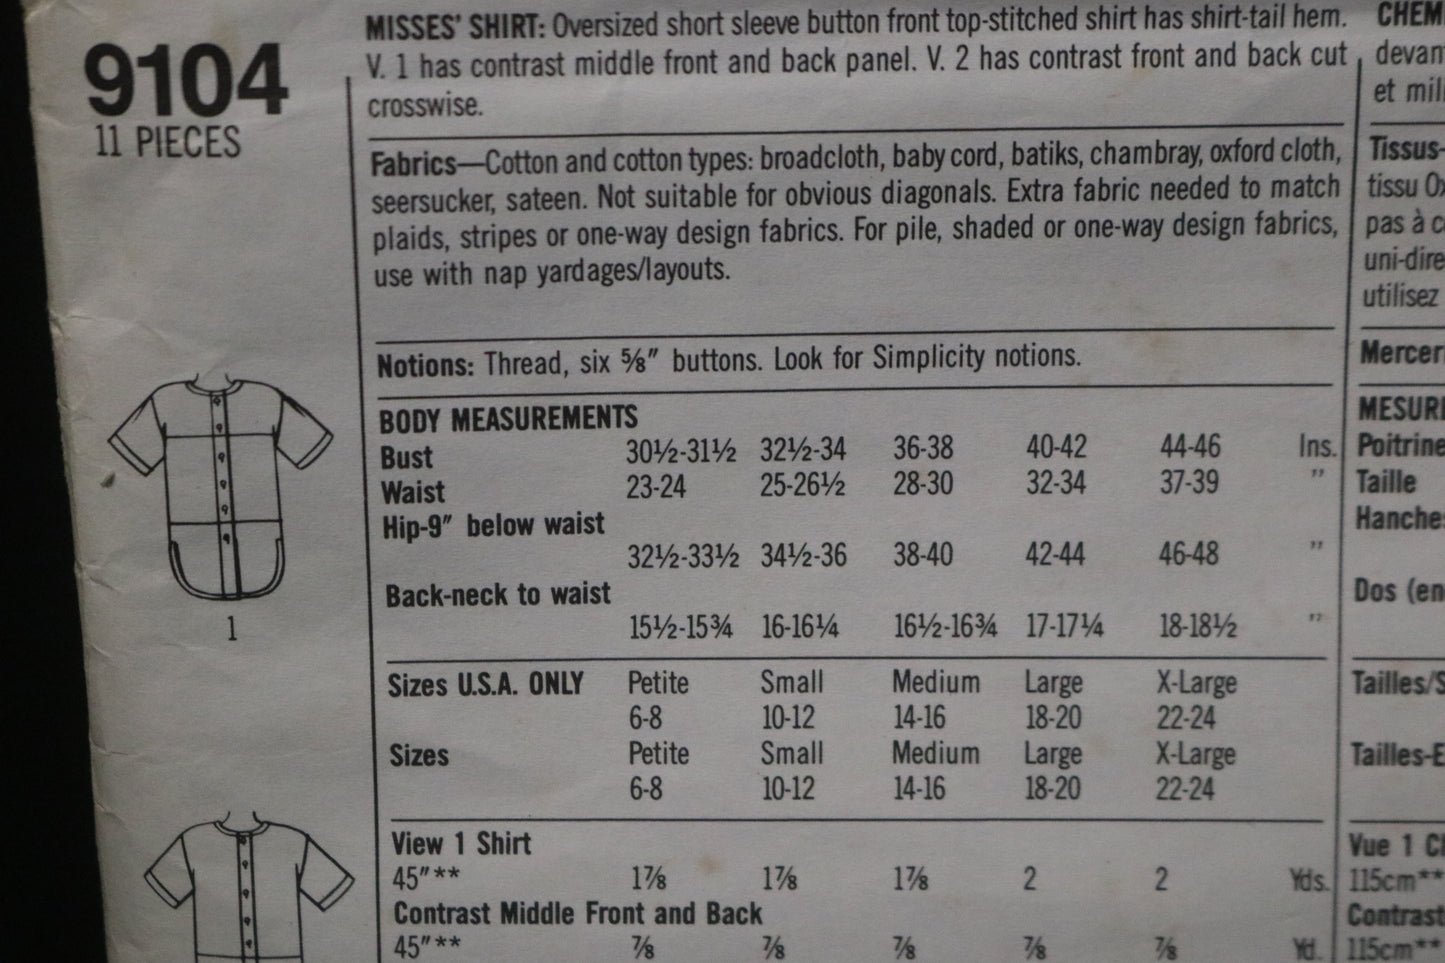 9104
11 PIECES
1
MISSES' SHIRT: Oversized short sleeve button front top-stitched shirt has shirt-tail hem.
V. 1 has contrast middle front and back panel. V. 2 has contrast front and back cut
crosswise.
Fabrics—Cotton and cotton types: broadcloth, baby cord, batiks, chambray, oxford cloth,
seersucker, sateen. Not suitable for obvious diagonals. Extra fabric needed to match
plaids, stripes or one-way design fabrics. For pile, shaded or one-way design fabrics,
use with nap yardages/layouts.
Notions: Thread, six ⅝" buttons. Look for Simplicity notions.
BODY MEASUREMENTS
Bust 30½-31½ 32½-34 36-38 40-42 44-46 Ins.
Waist 23-24 25-26½ 28-30 32-34 37-39 "
Hip-9" below waist
32½-33½ 34½-36 38-40 42-44 46-48 "
Back-neck to waist
15½-15¾ 16-16¼ 16½-16¾ 17-17¼ 18-18½ "
Sizes U.S.A. ONLY Petite Small Medium Large X-Large
6-8 10-12 14-16 18-20 22-24
Sizes Petite Small Medium Large X-Large
6-8 10-12 14-16 18-20 22-24
View 1 Shirt
45"** 1⅞ 1⅞ 1⅞ 2 2 Yds.
Contrast Middle Front and Back
45"** ⅞ ⅞ ⅞ ⅞ ⅞ Yd.
CHEM
devan
et mil
Tissus-
tissu Ox
pas à c
uni-dire
utilisez
Mercer
MESUR
Poitrine
Taille
Hanche
Dos (en
Tailles/S
Tailles-E
Vue 1 C
115cm**
Contrast
115cm**